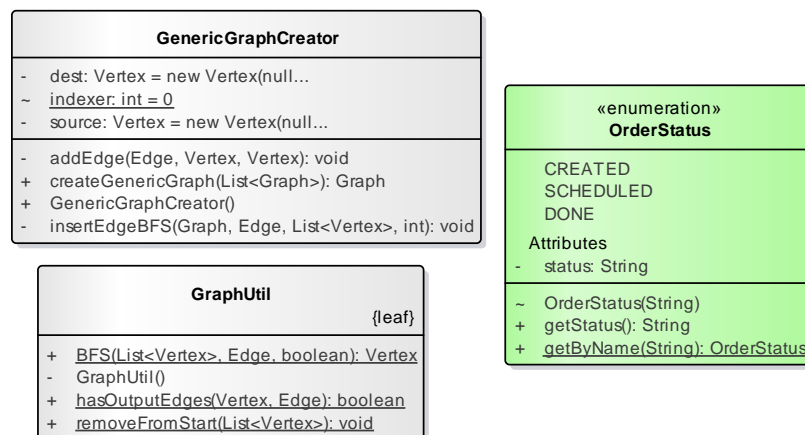 GenericGraphCreator
- dest: Vertex = new Vertex(null...
~ indexer: int = 0
- source: Vertex = new Vertex(null...
- addEdge(Edge, Vertex, Vertex): void
+ createGenericGraph(List<Graph>): Graph
+ GenericGraphCreator()
- insertEdgeBFS(Graph, Edge, List<Vertex>, int): void
GraphUtil
{leaf}
+ BFS(List<Vertex>, Edge, boolean): Vertex
- GraphUtil()
+ hasOutputEdges(Vertex, Edge): boolean
+ removeFromStart(List<Vertex>): void
«enumeration»
OrderStatus
CREATED
SCHEDULED
DONE
Attributes
- status: String
~ OrderStatus(String)
+ getStatus(): String
+ getByName(String): OrderStatus